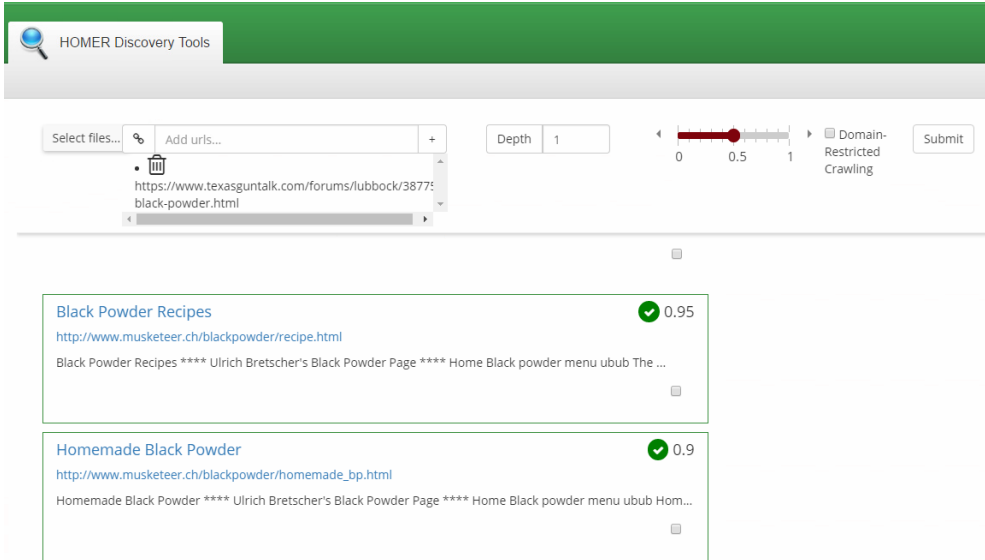 HOMER Discovery Tools
Select files... Add urls... + Depth 1 Domain-
0 0.5 1 Restricted Submit
Crawling
https://www.texasguntalk.com/forums/lubbock/38775
black-powder.html
Black Powder Recipes 0.95
http://www.musketeer.ch/blackpowder/recipe.html
Black Powder Recipes **** Ulrich Bretscher's Black Powder Page **** Home Black powder menu ubub The ...
Homemade Black Powder 0.9
http://www.musketeer.ch/blackpowder/homemade_bp.html
Homemade Black Powder **** Ulrich Bretscher's Black Powder Page **** Home Black powder menu ubub Hom...